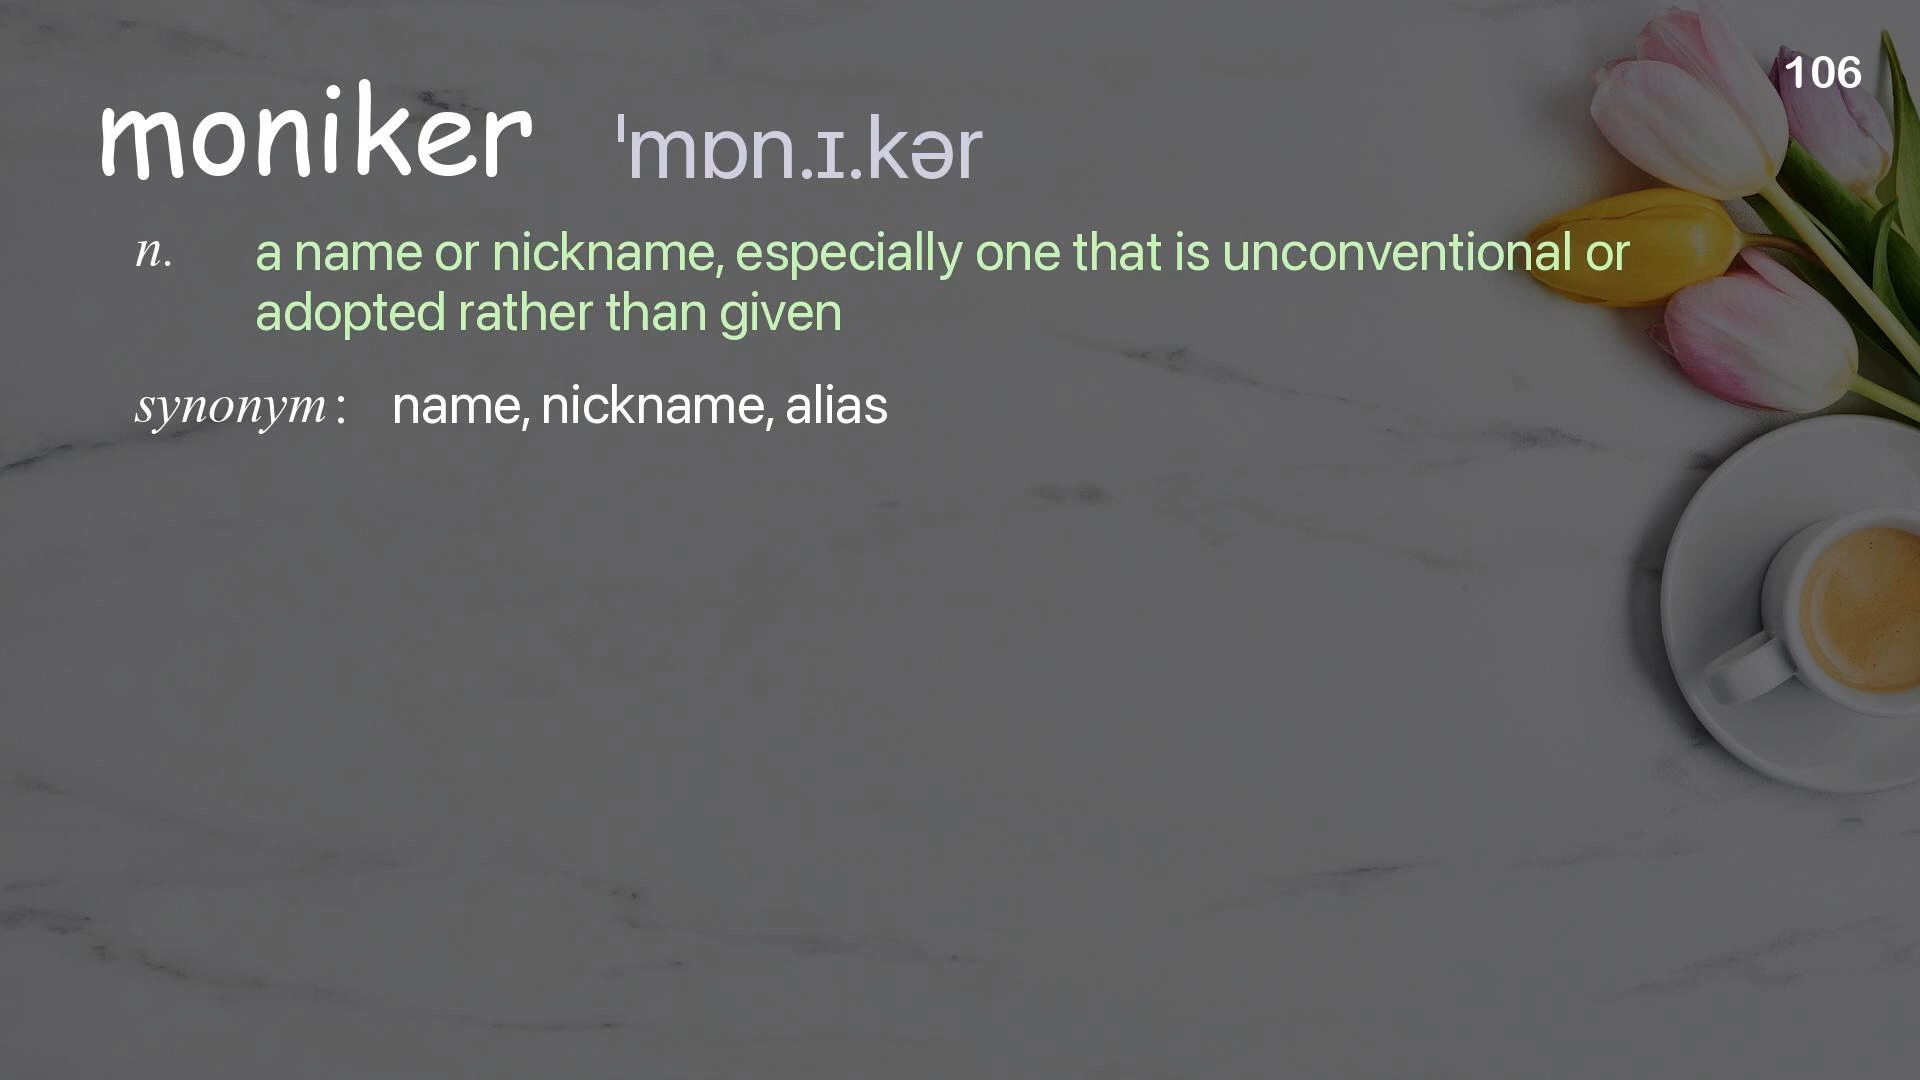 106
moniker ˈmɒn.ɪ.kər
n. a name or nickname, especially one that is unconventional or
adopted rather than given
synonym: name, nickname, alias